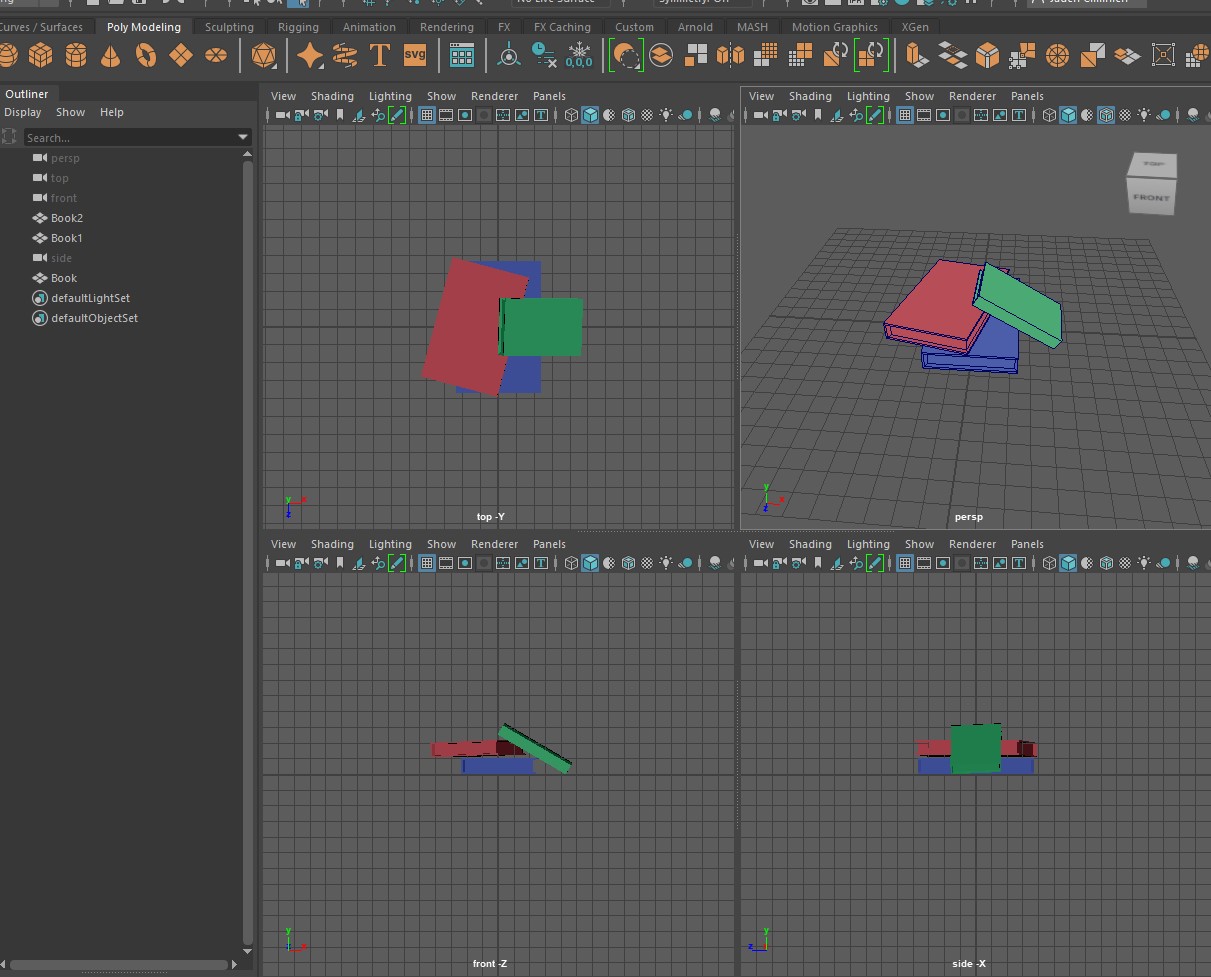 Curves / Surfaces Poly Modeling Sculpting Rigging Animation Rendering FX FX Caching Custom Arnold MASH Motion Graphics XGen
T svg 0,0,0
Outliner
Display Show Help
Search...
persp
top
front
Book2
Book1
side
Book
defaultLightSet
defaultObjectSet
View Shading Lighting Show Renderer Panels
y x z
top -Y
View Shading Lighting Show Renderer Panels
TOP
FRONT
y x z
persp
View Shading Lighting Show Renderer Panels
y x
front -Z
View Shading Lighting Show Renderer Panels
y z
side -X